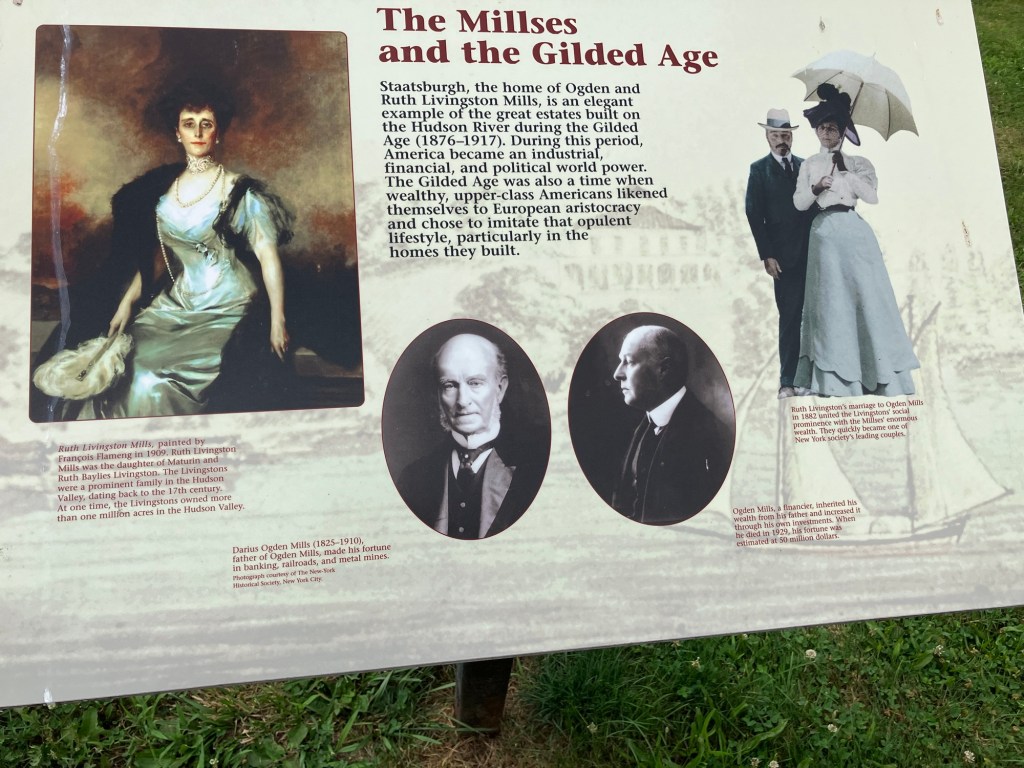 The Millses
and the Gilded Age
Staatsburgh, the home of Ogden and
Ruth Livingston Mills, is an elegant
example of the great estates built on
the Hudson River during the Gilded
Age (1876–1917). During this period,
America became an industrial,
financial, and political world power.
The Gilded Age was also a time when
wealthy, upper-class Americans likened
themselves to European aristocracy
and chose to imitate that opulent
lifestyle, particularly in the
homes they built.
Ruth Livingston Mills, painted by
François Flameng in 1909. Ruth Livingston
Mills was the daughter of Maturin and
Ruth Baylies Livingston. The Livingstons
were a prominent family in the Hudson
Valley, dating back to the 17th century.
At one time, the Livingstons owned more
than one million acres in the Hudson Valley.
Darius Ogden Mills (1825–1910),
father of Ogden Mills, made his fortune
in banking, railroads, and metal mines.
Photograph courtesy of The New-York
Historical Society, New York City.
Ogden Mills, a financier, inherited his
wealth from his father and increased it
through his own investments. When
he died in 1929, his fortune was
estimated at 50 million dollars.
Ruth Livingston's marriage to Ogden Mills
in 1882 united the Livingstons' social
prominence with the Millses' enormous
wealth. They quickly became one of
New York society's leading couples.